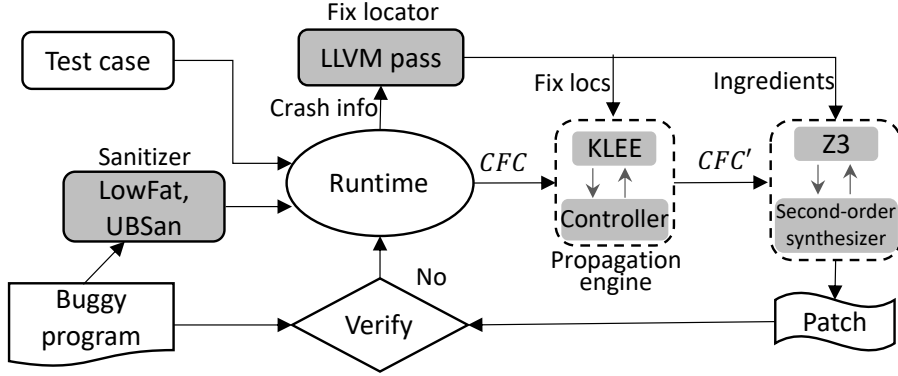 Fix locator
Test case
LLVM pass
Crash info
Fix locs
Ingredients
Sanitizer
LowFat,
UBSan
Runtime
CFC
KLEE
Controller
Propagation
engine
CFC′
Z3
Second-order
synthesizer
Buggy
program
No
Verify
Patch